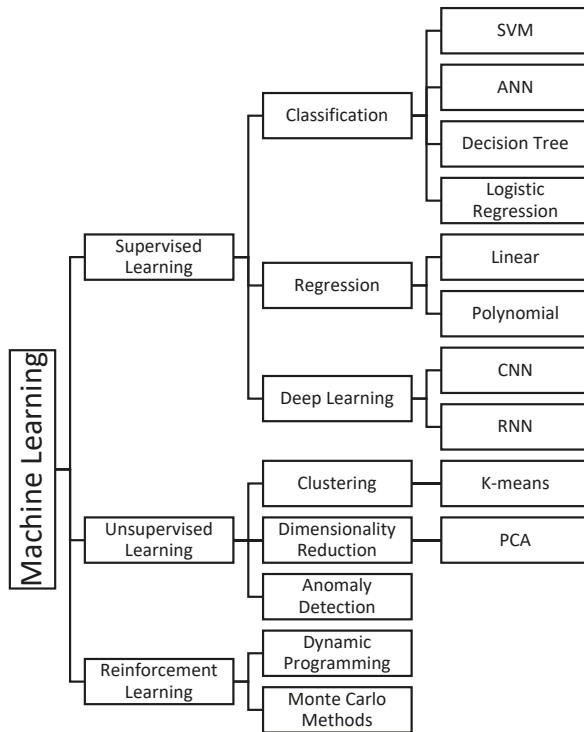 Machine Learning
Supervised
Learning
Classification
SVM
ANN
Decision Tree
Logistic
Regression
Regression
Linear
Polynomial
Deep Learning
CNN
RNN
Unsupervised
Learning
Clustering
K-means
Dimensionality
Reduction
PCA
Anomaly
Detection
Reinforcement
Learning
Dynamic
Programming
Monte Carlo
Methods